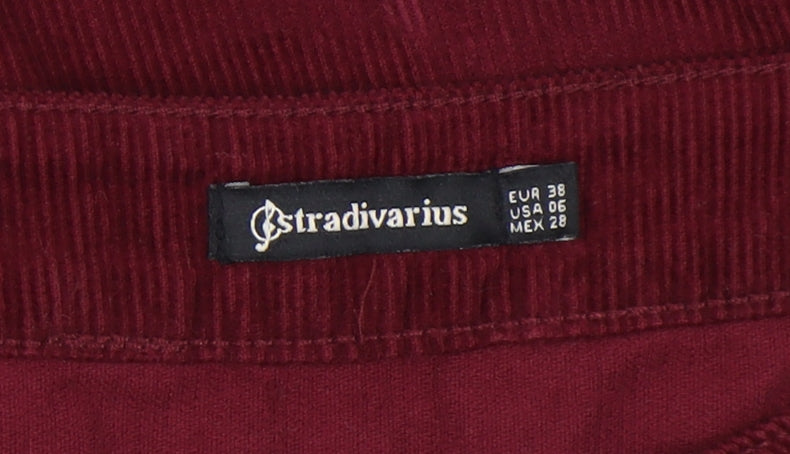 stradivarius
EUR 38
USA 06
MEX 28